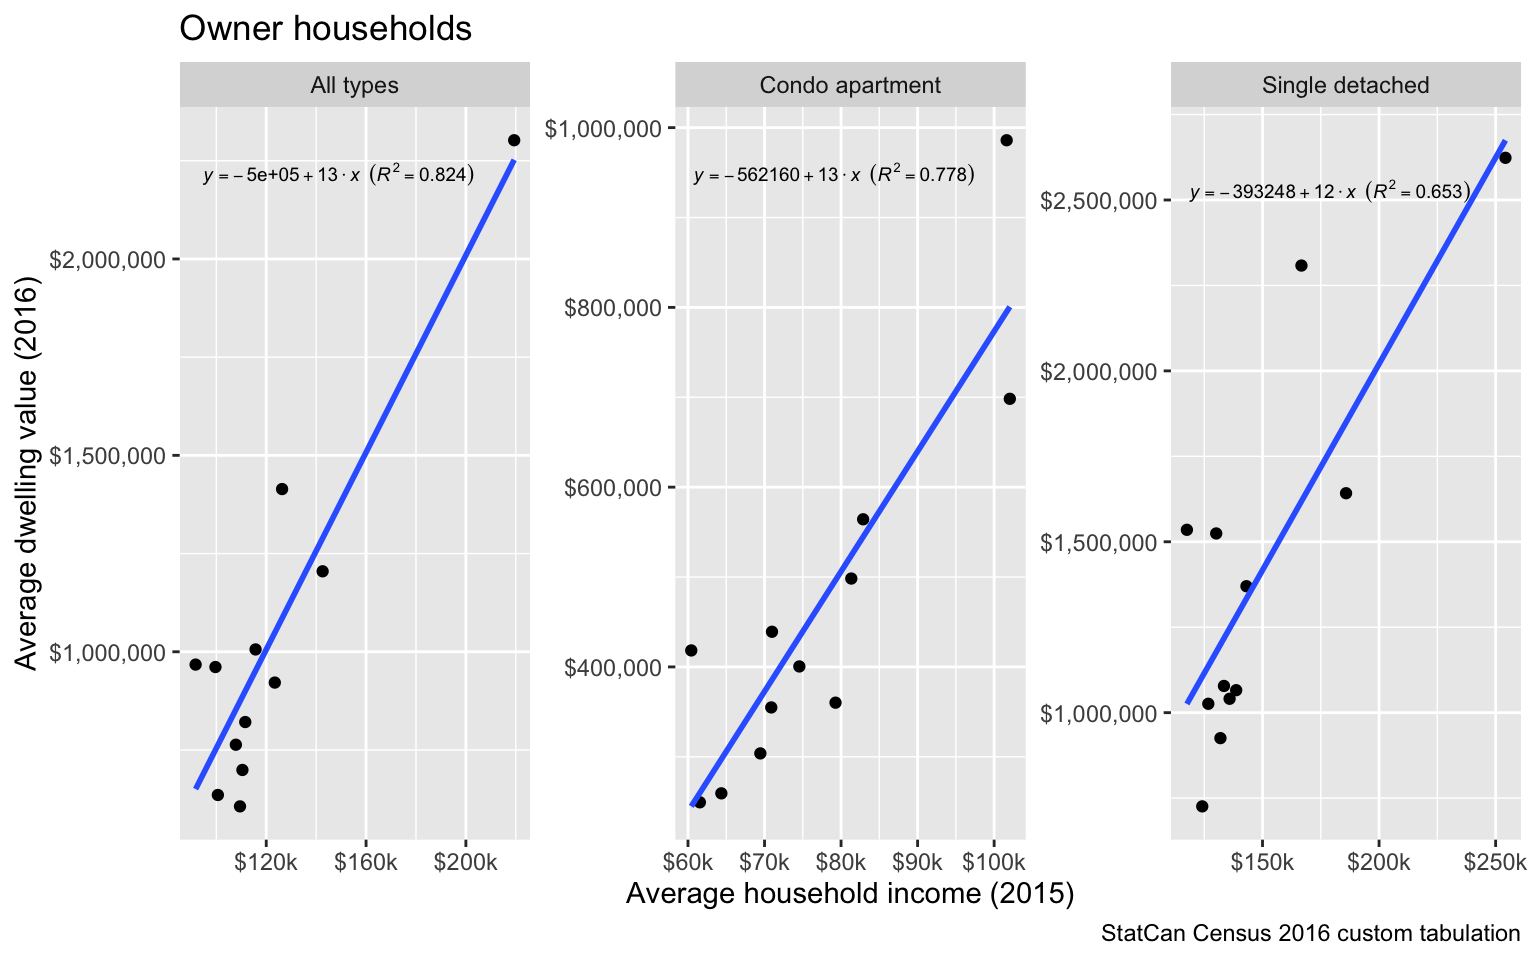 Owner households
All types
Condo apartment
Single detached
Average dwelling value (2016)
$2,000,000
$1,500,000
$1,000,000
y = − 5e+05 + 13 · x (R² = 0.824)
$120k $160k $200k
$1,000,000
$800,000
$600,000
$400,000
y = − 562160 + 13 · x (R² = 0.778)
$60k $70k $80k $90k $100k
$2,500,000
$2,000,000
$1,500,000
$1,000,000
y = − 393248 + 12 · x (R² = 0.653)
$150k $200k $250k
Average household income (2015)
StatCan Census 2016 custom tabulation